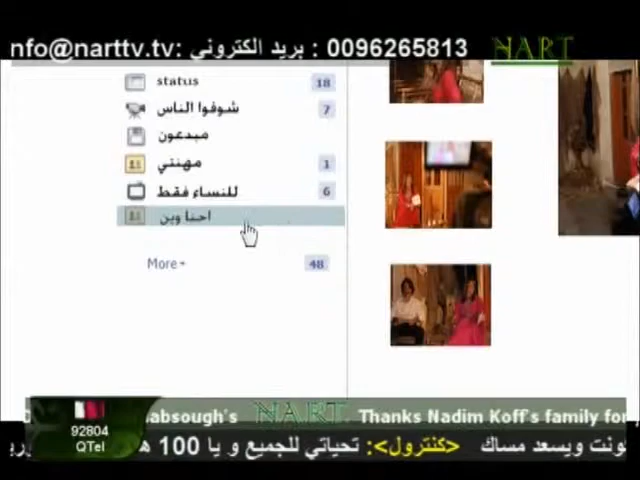 nfo@narttv.tv: بريد الكتروني : 0096265813
NART
status 18
شوفوا الناس 7
مبدعون
مهنتي 1
للنساء فقط 6
احنا وين
More 48
absough's NART Thanks Nadim Koff's family for
92804
QTel
ونت ويسعد مساك <كنترول>: تحياتي للجميع و يا 100